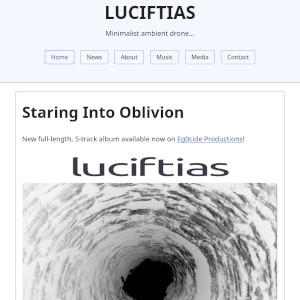 LUCIFTIAS
Minimalist ambient drone...
Home News About Music Media Contact
Staring Into Oblivion
New full-length, 5-track album available now on Eg0cide Productions!
luciftias